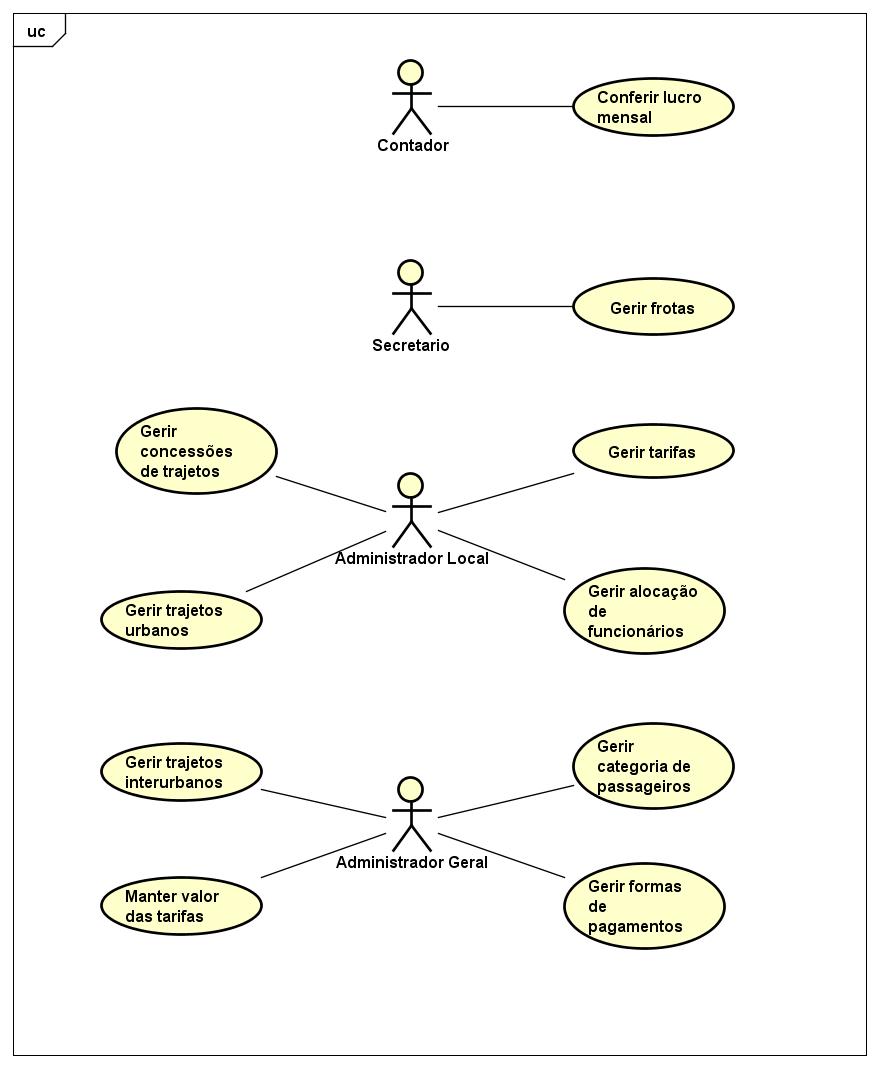 uc
Conferir lucro
mensal
Contador
Gerir frotas
Secretario
Gerir
concessões
de trajetos
Gerir tarifas
Administrador Local
Gerir trajetos
urbanos
Gerir alocação
de
funcionários
Gerir trajetos
interurbanos
Gerir
categoria de
passageiros
Administrador Geral
Manter valor
das tarifas
Gerir formas
de
pagamentos